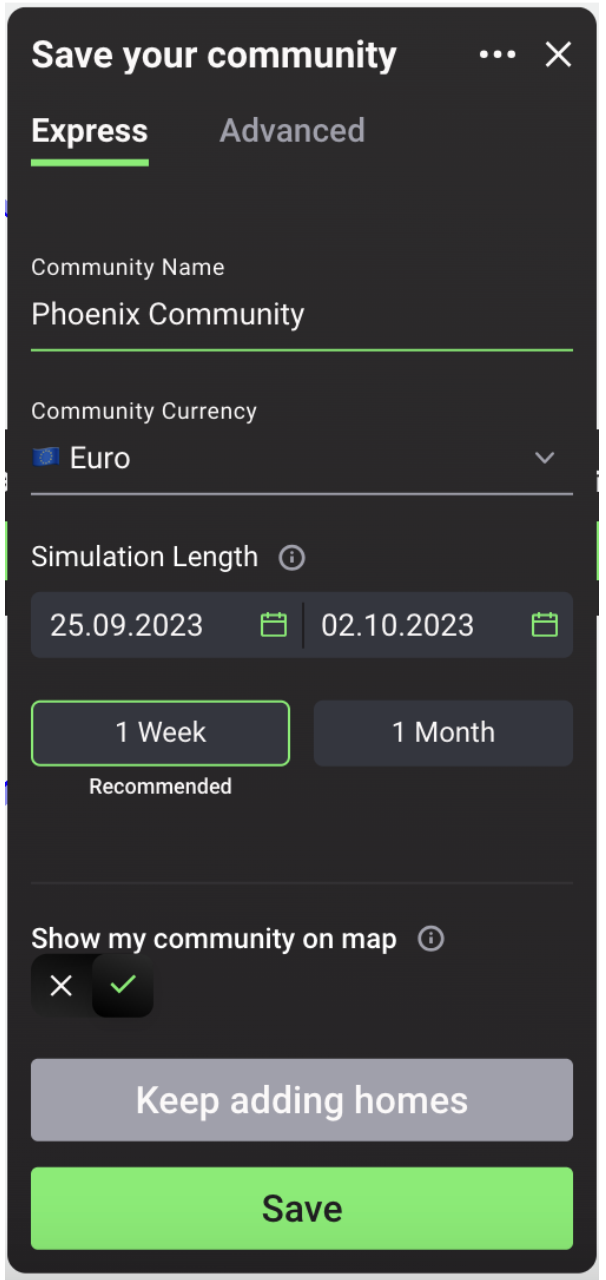 Save your community
Express Advanced
Community Name
Phoenix Community
Community Currency
Euro
Simulation Length
25.09.2023 02.10.2023
1 Week 1 Month
Recommended
Show my community on map
Keep adding homes
Save